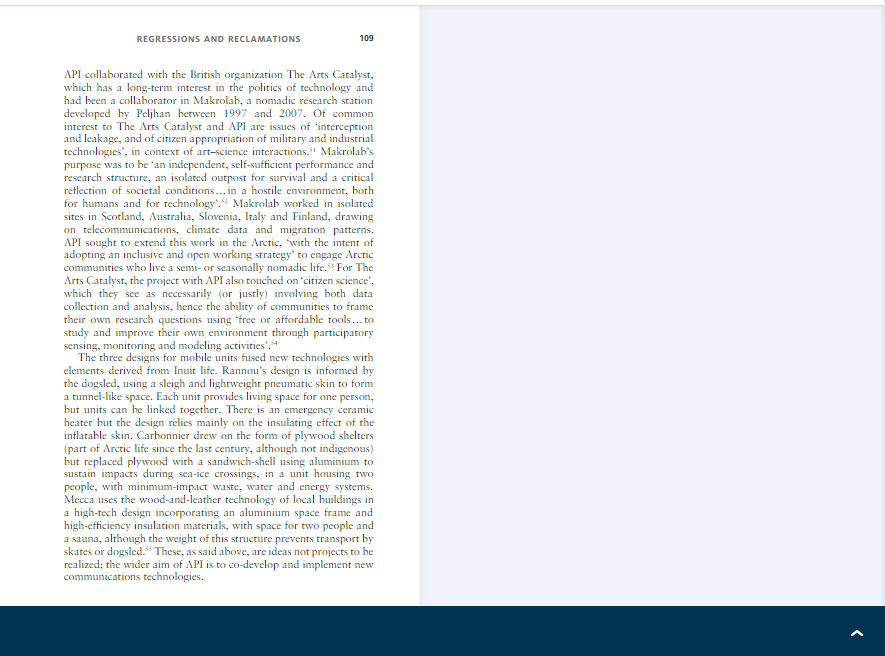 REGRESSIONS AND RECLAMATIONS 109
API collaborated with the British organization The Arts Catalyst,
which has a long-term interest in the politics of technology and
had been a collaborator in Makrolab, a nomadic research station
developed by Peljhan between 1997 and 2007. Of common
interest to The Arts Catalyst and API are issues of ‘interception
and leakage, and of citizen appropriation of military and industrial
technologies’, in context of art–science interactions.⁵¹ Makrolab’s
purpose was to be ‘an independent, self-sufficient performance and
research structure, an isolated outpost for survival and a critical
reflection of societal conditions…in a hostile environment, both
for humans and for technology’.⁵² Makrolab worked in isolated
sites in Scotland, Australia, Slovenia, Italy and Finland, drawing
on telecommunications, climate data and migration patterns.
API sought to extend this work in the Arctic, ‘with the intent of
adopting an inclusive and open working strategy’ to engage Arctic
communities who live a semi- or seasonally nomadic life.⁵³ For The
Arts Catalyst, the project with API also touched on ‘citizen science’,
which they see as necessarily (or justly) involving both data
collection and analysis, hence the ability of communities to frame
their own research questions using ‘free or affordable tools…to
study and improve their own environment through participatory
sensing, monitoring and modeling activities’.⁵⁴
The three designs for mobile units fused new technologies with
elements derived from Inuit life. Rannou’s design is informed by
the dogsled, using a sleigh and lightweight pneumatic skin to form
a tunnel-like space. Each unit provides living space for one person,
but units can be linked together. There is an emergency ceramic
heater but the design relies mainly on the insulating effect of the
inflatable skin. Carbonnier drew on the form of plywood shelters
(part of Arctic life since the last century, although not indigenous)
but replaced plywood with a sandwich-shell using aluminium to
sustain impacts during sea-ice crossings, in a unit housing two
people, with minimum-impact waste, water and energy systems.
Mecca uses the wood-and-leather technology of local buildings in
a high-tech design incorporating an aluminium space frame and
high-efficiency insulation materials, with space for two people and
a sauna, although the weight of this structure prevents transport by
skates or dogsled.⁵⁵ These, as said above, are ideas not projects to be
realized; the wider aim of API is to co-develop and implement new
communications technologies.